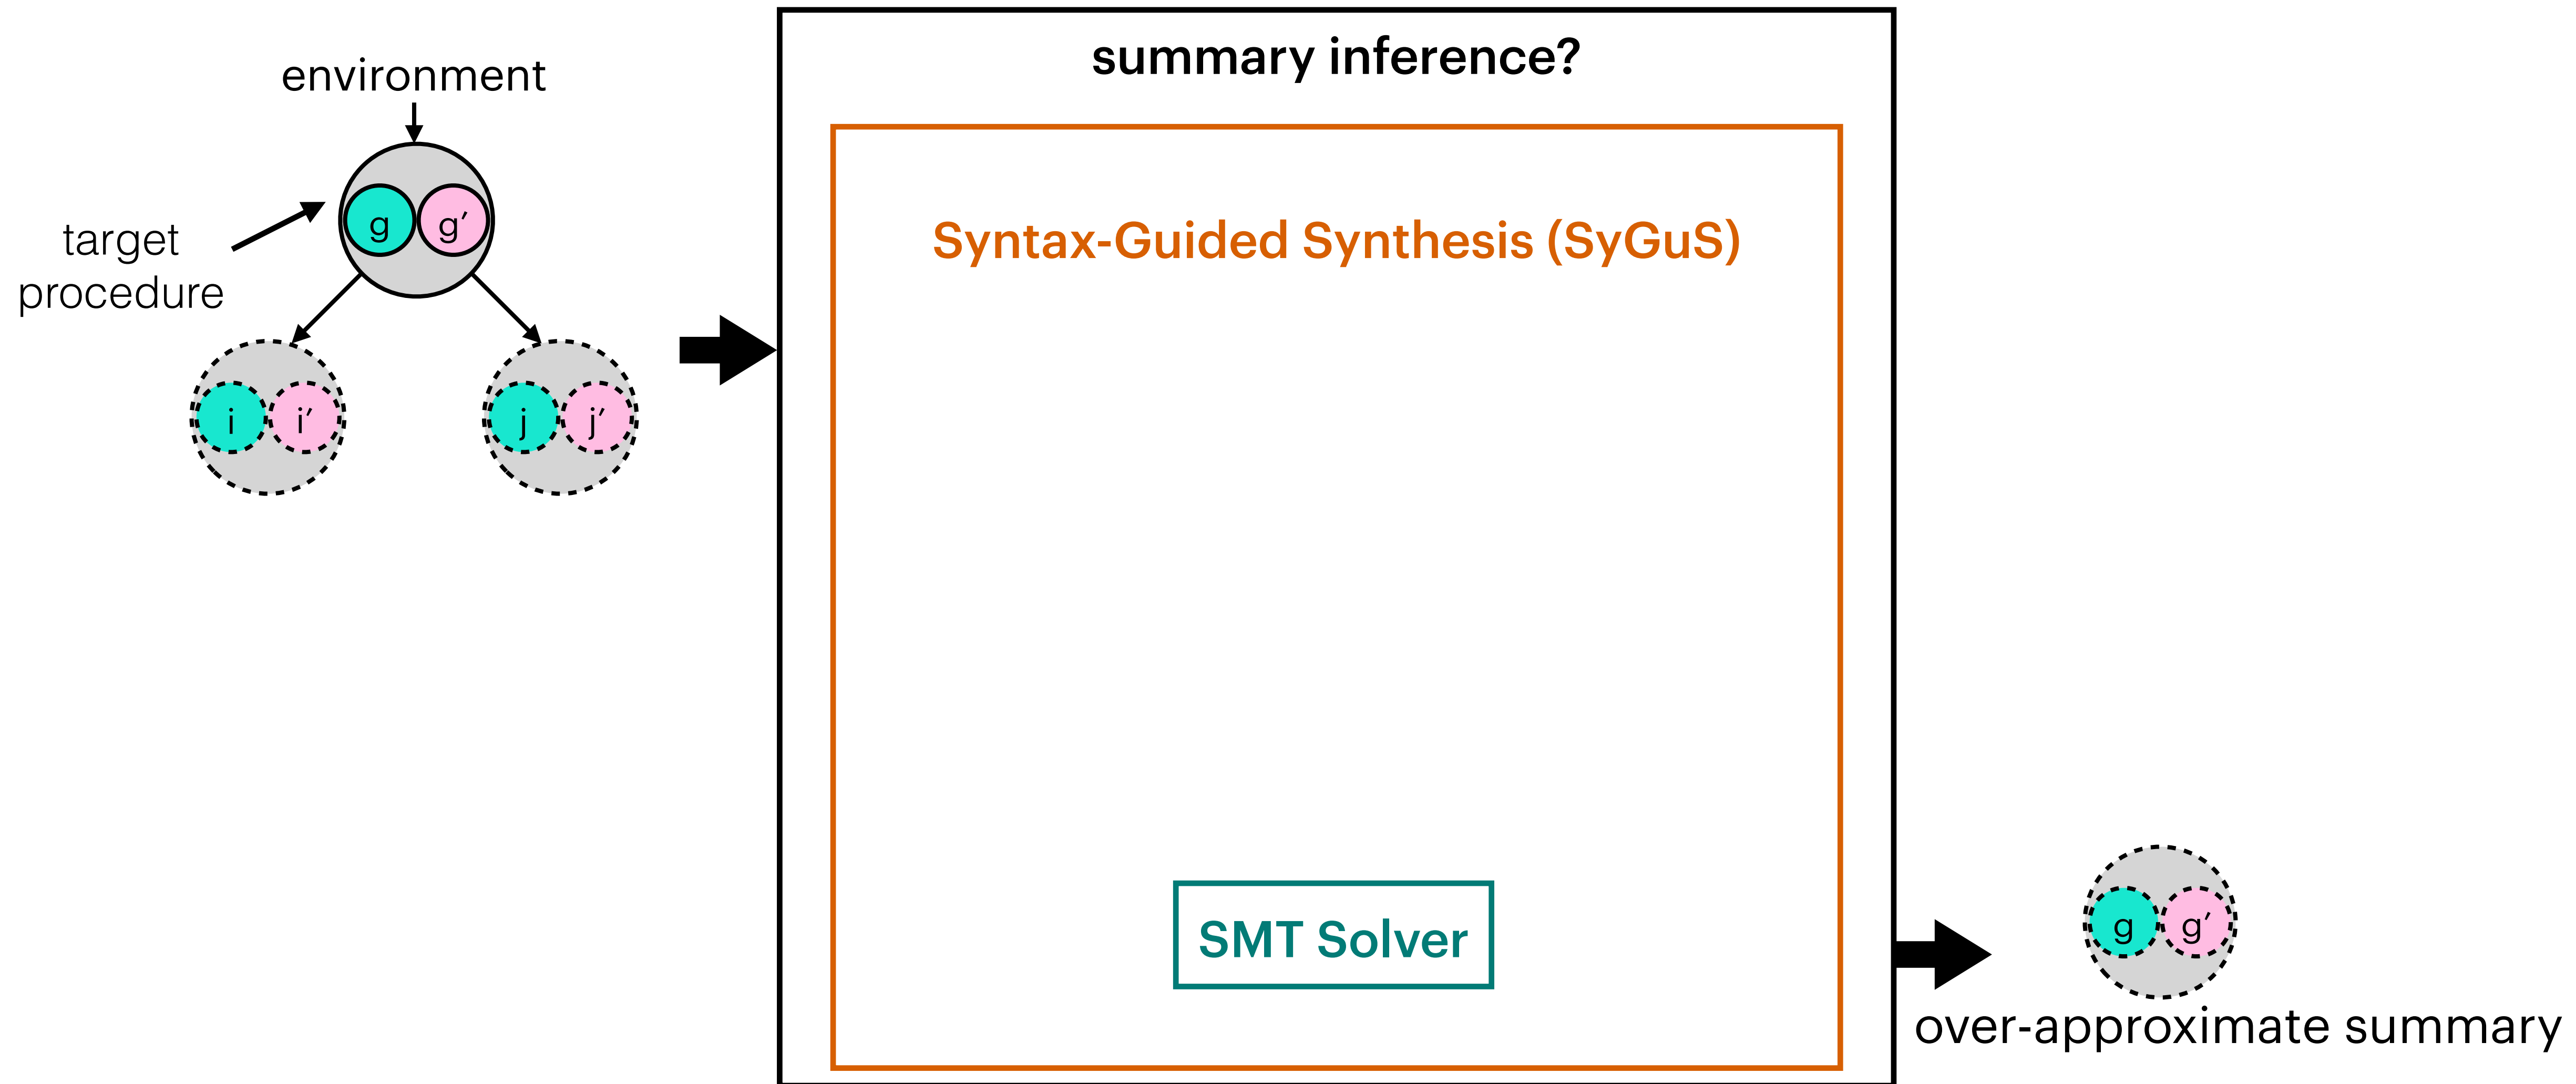 environment
target
procedure
g g′
i i′
j j′
summary inference?
Syntax-Guided Synthesis (SyGuS)
SMT Solver
g g′
over-approximate summary